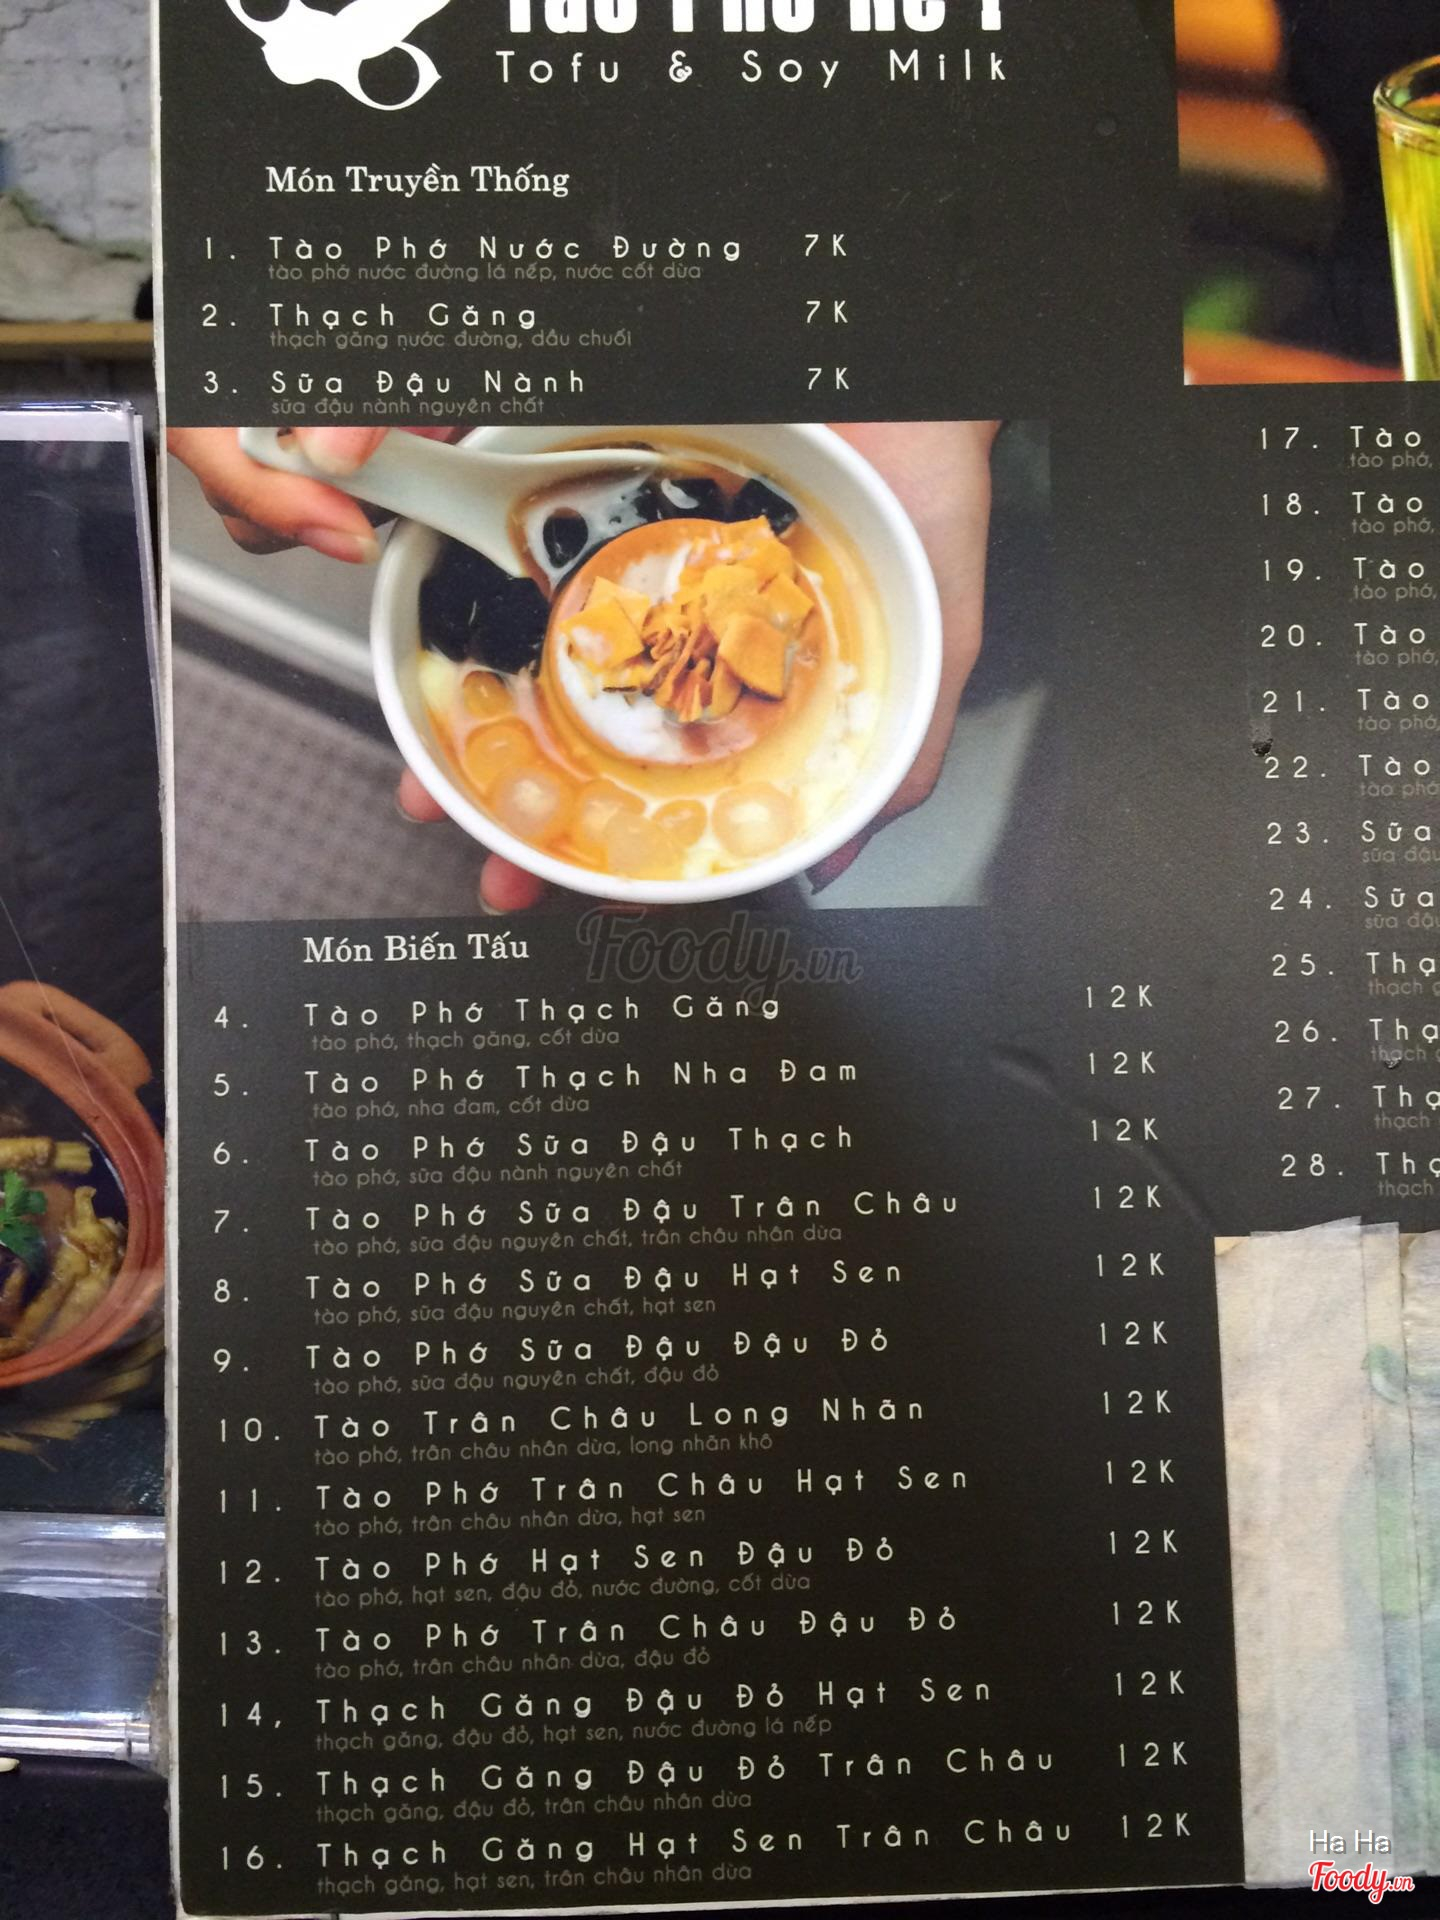 Tofu & Soy Milk
Món Truyền Thống
1. Tào Phớ Nước Đường 7K
tào phớ nước đường lá nếp, nước cốt dừa
2. Thạch Găng 7K
thạch găng nước đường, dầu chuối
3. Sữa Đậu Nành 7K
sữa đậu nành nguyên chất
Foody.vn
Món Biến Tấu
4. Tào Phớ Thạch Găng 12K
tào phớ, thạch găng, cốt dừa
5. Tào Phớ Thạch Nha Đam 12K
tào phớ, nha đam, cốt dừa
6. Tào Phớ Sữa Đậu Thạch 12K
tào phớ, sữa đậu nành nguyên chất
7. Tào Phớ Sữa Đậu Trân Châu 12K
tào phớ, sữa đậu nguyên chất, trân châu nhân dừa
8. Tào Phớ Sữa Đậu Hạt Sen 12K
tào phớ, sữa đậu nguyên chất, hạt sen
9. Tào Phớ Sữa Đậu Đậu Đỏ 12K
tào phớ, sữa đậu nguyên chất, đậu đỏ
10. Tào Trân Châu Long Nhãn 12K
tào phớ, trân châu nhân dừa, long nhãn khô
11. Tào Phớ Trân Châu Hạt Sen 12K
tào phớ, trân châu nhân dừa, hạt sen
12. Tào Phớ Hạt Sen Đậu Đỏ 12K
tào phớ, hạt sen, đậu đỏ, nước đường, cốt dừa
13. Tào Phớ Trân Châu Đậu Đỏ 12K
tào phớ, trân châu nhân dừa, đậu đỏ
14, Thạch Găng Đậu Đỏ Hạt Sen 12K
thạch găng, đậu đỏ, hạt sen, nước đường lá nếp
15. Thạch Găng Đậu Đỏ Trân Châu 12K
thạch găng, đậu đỏ, trân châu nhân dừa
16. Thạch Găng Hạt Sen Trân Châu 12K
thạch găng, hạt sen, trân châu nhân dừa
17. Tào
tào phớ,
18. Tào
tào phớ,
19. Tào
tào phớ,
20. Tào
tào phớ,
21. Tào
tào phớ,
22. Tào
tào phớ
23. Sữa
sữa đậu
24. Sữa
sữa đậu
25.
thạch
26.
thạch
27.
thạch
28.
thạch
Ha Ha
Foody.vn